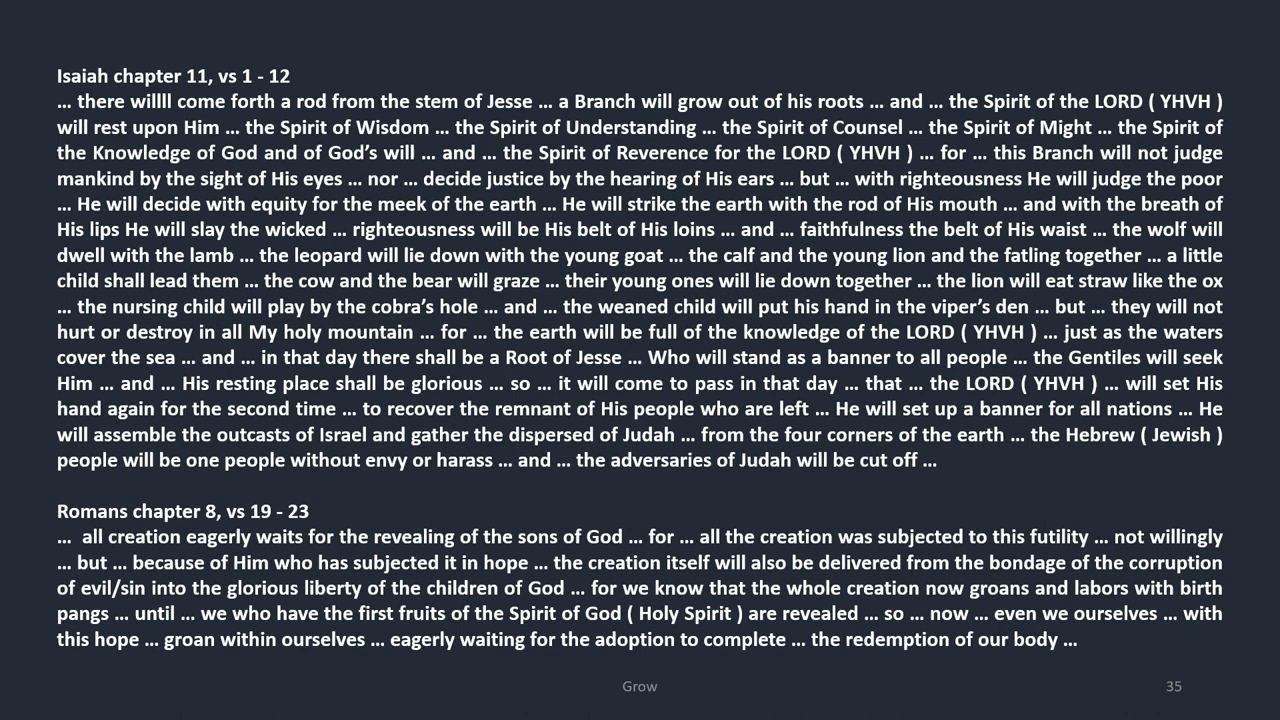 Isaiah chapter 11, vs 1 - 12
... there willll come forth a rod from the stem of Jesse ... a Branch will grow out of his roots ... and ... the Spirit of the LORD ( YHVH )
will rest upon Him ... the Spirit of Wisdom ... the Spirit of Understanding ... the Spirit of Counsel ... the Spirit of Might ... the Spirit of
the Knowledge of God and of God's will ... and ... the Spirit of Reverence for the LORD ( YHVH ) ... for ... this Branch will not judge
mankind by the sight of His eyes ... nor ... decide justice by the hearing of His ears ... but ... with righteousness He will judge the poor
... He will decide with equity for the meek of the earth ... He will strike the earth with the rod of His mouth ... and with the breath of
His lips He will slay the wicked ... righteousness will be His belt of His loins ... and ... faithfulness the belt of His waist ... the wolf will
dwell with the lamb ... the leopard will lie down with the young goat ... the calf and the young lion and the fatling together ... a little
child shall lead them ... the cow and the bear will graze ... their young ones will lie down together ... the lion will eat straw like the ox
... the nursing child will play by the cobra's hole ... and ... the weaned child will put his hand in the viper's den ... but ... they will not
hurt or destroy in all My holy mountain ... for ... the earth will be full of the knowledge of the LORD ( YHVH ) ... just as the waters
cover the sea ... and ... in that day there shall be a Root of Jesse ... Who will stand as a banner to all people ... the Gentiles will seek
Him ... and ... His resting place shall be glorious ... so ... it will come to pass in that day ... that ... the LORD ( YHVH ) ... will set His
hand again for the second time ... to recover the remnant of His people who are left ... He will set up a banner for all nations ... He
will assemble the outcasts of Israel and gather the dispersed of Judah ... from the four corners of the earth ... the Hebrew ( Jewish )
people will be one people without envy or harass ... and ... the adversaries of Judah will be cut off ...
Romans chapter 8, vs 19 - 23
... all creation eagerly waits for the revealing of the sons of God ... for ... all the creation was subjected to this futility ... not willingly
... but ... because of Him who has subjected it in hope ... the creation itself will also be delivered from the bondage of the corruption
of evil/sin into the glorious liberty of the children of God ... for we know that the whole creation now groans and labors with birth
pangs ... until ... we who have the first fruits of the Spirit of God ( Holy Spirit ) are revealed ... so ... now ... even we ourselves ... with
this hope ... groan within ourselves ... eagerly waiting for the adoption to complete ... the redemption of our body ...
Grow
35